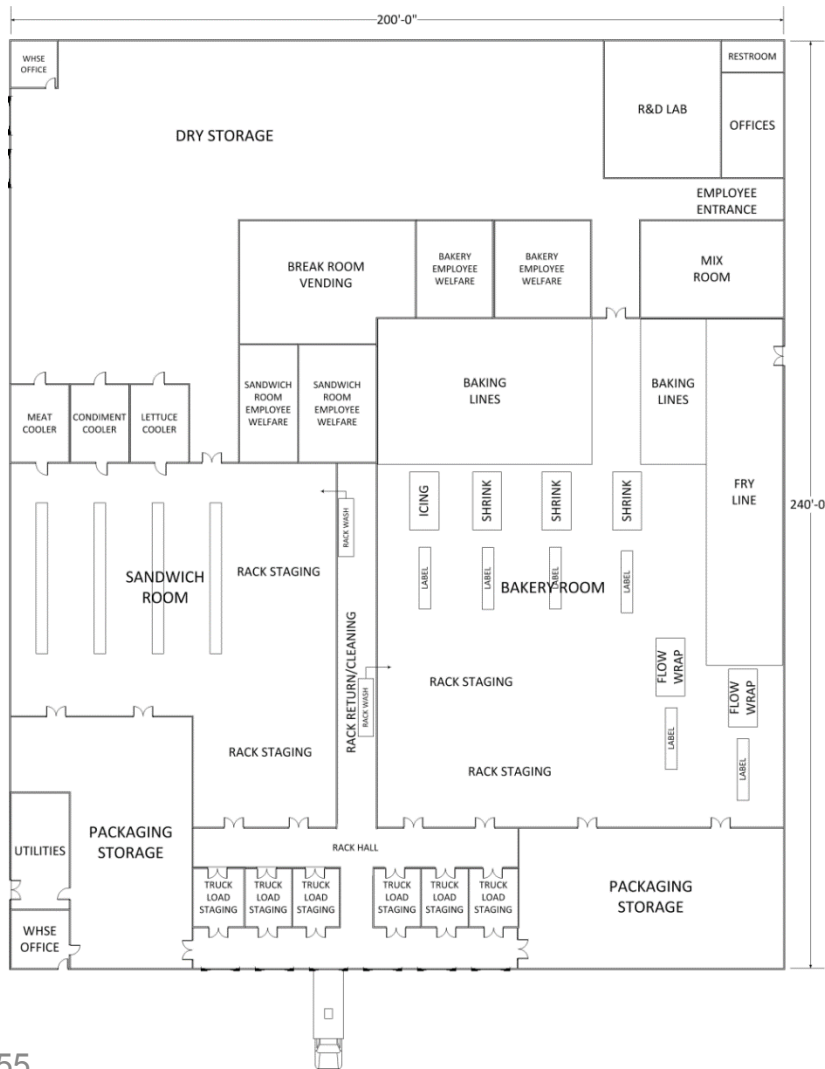 200'-0"
WHSE
OFFICE
RESTROOM
R&D LAB
OFFICES
DRY STORAGE
EMPLOYEE
ENTRANCE
BREAK ROOM
VENDING
BAKERY
EMPLOYEE
WELFARE
BAKERY
EMPLOYEE
WELFARE
MIX
ROOM
SANDWICH
ROOM
EMPLOYEE
WELFARE
SANDWICH
ROOM
EMPLOYEE
WELFARE
BAKING
LINES
BAKING
LINES
MEAT
COOLER
CONDIMENT
COOLER
LETTUCE
COOLER
FRY
LINE
240'-0
ICING
SHRINK
SHRINK
SHRINK
RACK WASH
SANDWICH
ROOM
RACK STAGING
LABEL
LABEL
LABEL
LABEL
BAKERY ROOM
RACK RETURN/CLEANING
RACK WASH
RACK STAGING
FLOW
WRAP
FLOW
WRAP
LABEL
LABEL
RACK STAGING
RACK STAGING
UTILITIES
PACKAGING
STORAGE
RACK HALL
TRUCK
LOAD
STAGING
TRUCK
LOAD
STAGING
TRUCK
LOAD
STAGING
TRUCK
LOAD
STAGING
TRUCK
LOAD
STAGING
TRUCK
LOAD
STAGING
PACKAGING
STORAGE
WHSE
OFFICE
55